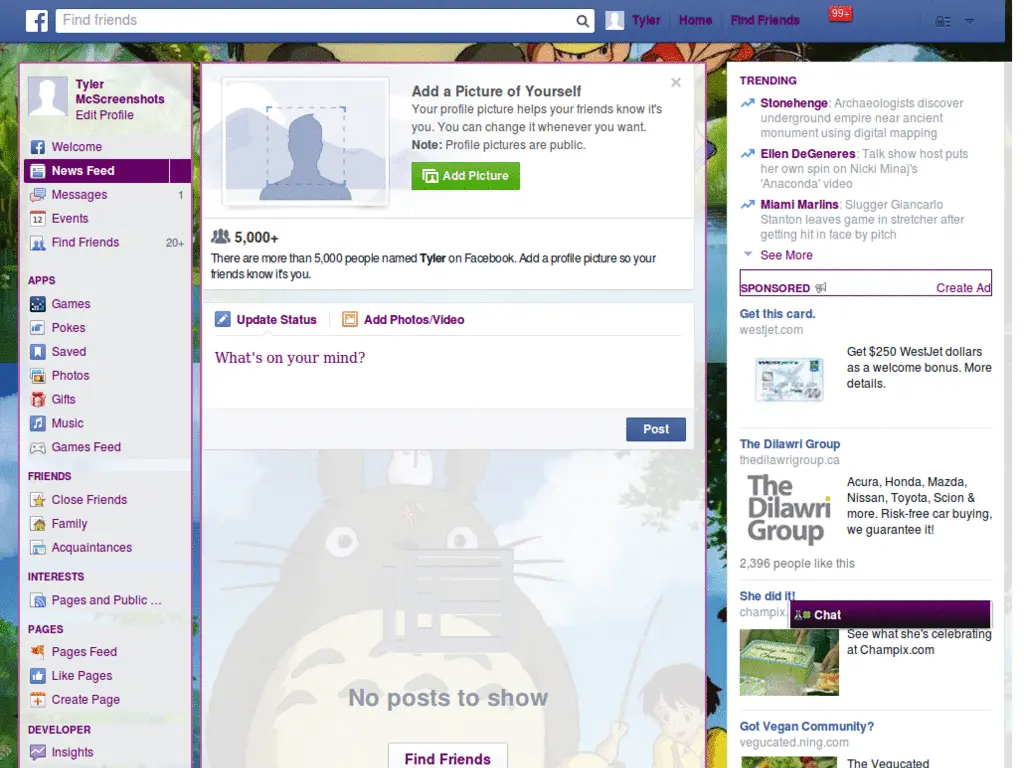 Find friends
Tyler
Home
Find Friends
99+
Tyler
McScreenshots
Edit Profile
Welcome
News Feed
Messages 1
12 Events
Find Friends 20+
APPS
Games
Pokes
Saved
Photos
Gifts
Music
Games Feed
FRIENDS
Close Friends
Family
Acquaintances
INTERESTS
Pages and Public ...
PAGES
Pages Feed
Like Pages
Create Page
DEVELOPER
Insights
Add a Picture of Yourself
Your profile picture helps your friends know it's
you. You can change it whenever you want.
Note: Profile pictures are public.
Add Picture
5,000+
There are more than 5,000 people named Tyler on Facebook. Add a profile picture so your
friends know it's you.
Update Status
Add Photos/Video
What's on your mind?
Post
No posts to show
Find Friends
TRENDING
Stonehenge: Archaeologists discover
underground empire near ancient
monument using digital mapping
Ellen DeGeneres: Talk show host puts
her own spin on Nicki Minaj's
'Anaconda' video
Miami Marlins: Slugger Giancarlo
Stanton leaves game in stretcher after
getting hit in face by pitch
See More
SPONSORED Create Ad
Get this card.
westjet.com
WESTJET
Get $250 WestJet dollars
as a welcome bonus. More
details.
The Dilawri Group
thedilawrigroup.ca
The
Dilawri
Group
Acura, Honda, Mazda,
Nissan, Toyota, Scion &
more. Risk-free car buying,
we guarantee it!
2,396 people like this
She did it!
champix.
Chat
See what she's celebrating
at Champix.com
Got Vegan Community?
vegucated.ning.com
The Vegucated